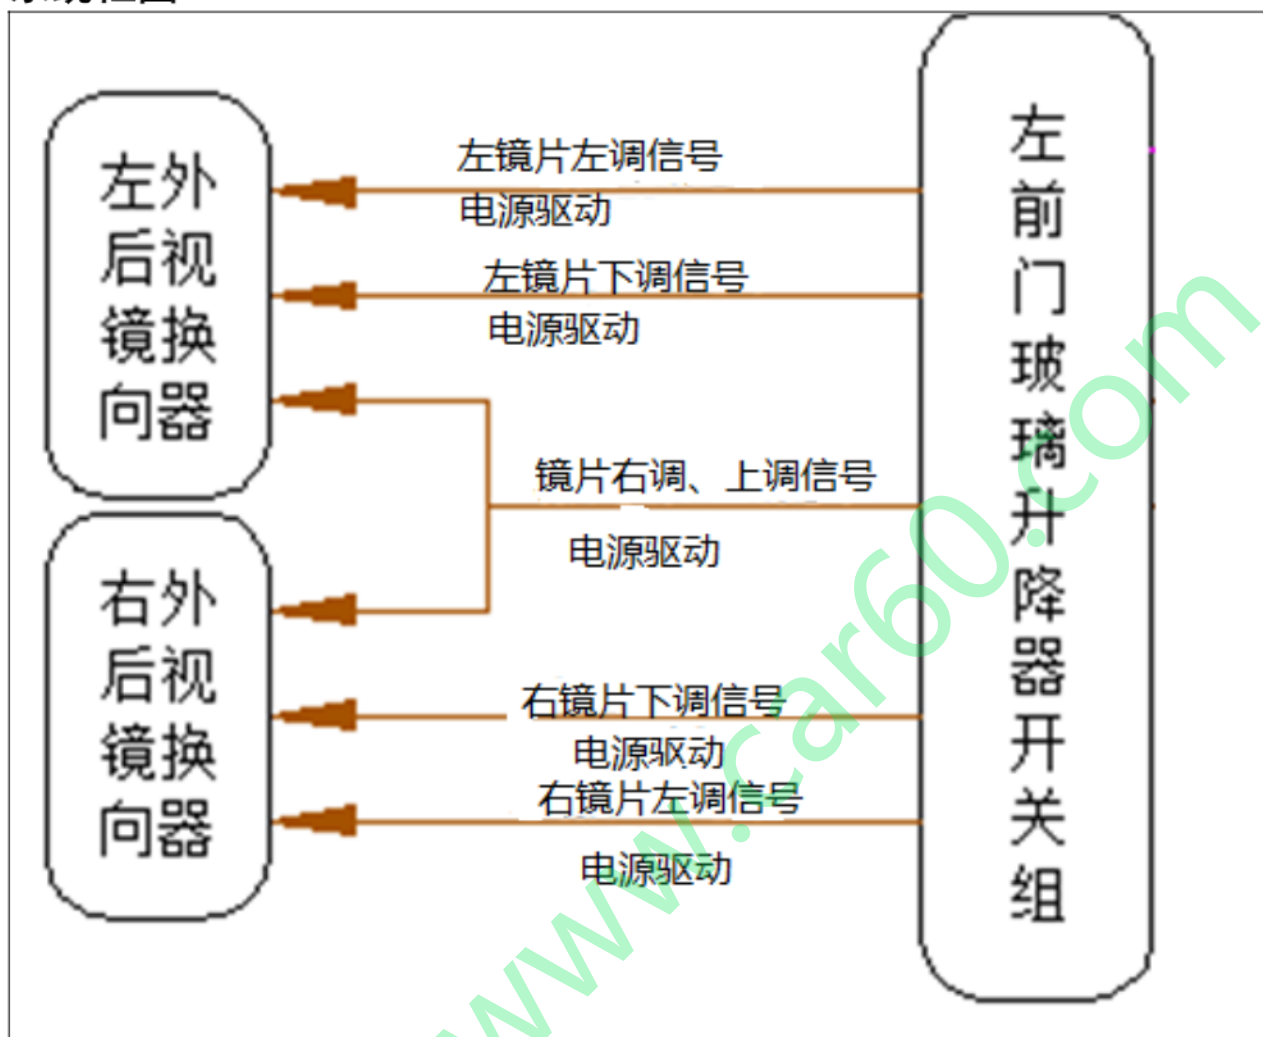 左外
后视
镜换
向器
右外
后视
镜换
向器
左镜片左调信号
电源驱动
左镜片下调信号
电源驱动
镜片右调、上调信号
电源驱动
右镜片下调信号
电源驱动
右镜片左调信号
电源驱动
左前门玻璃升降器开关组
www.car60.com